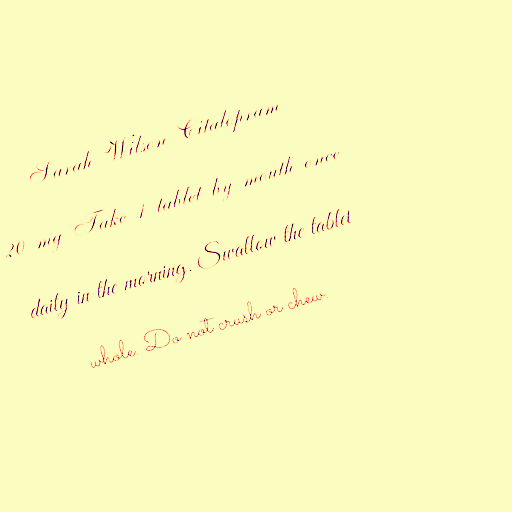 Sarah Wilson Citalopram
20 mg Take 1 tablet by mouth once
daily in the morning. Swallow the tablet
whole. Do not crush or chew.